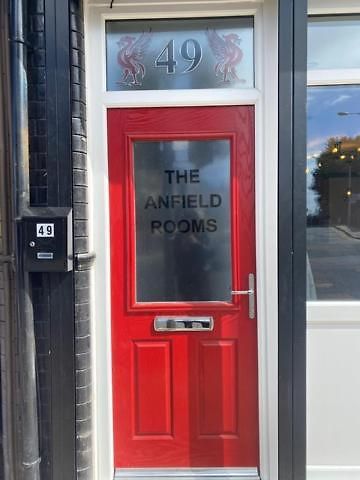 49
THE
ANFIELD
ROOMS
49